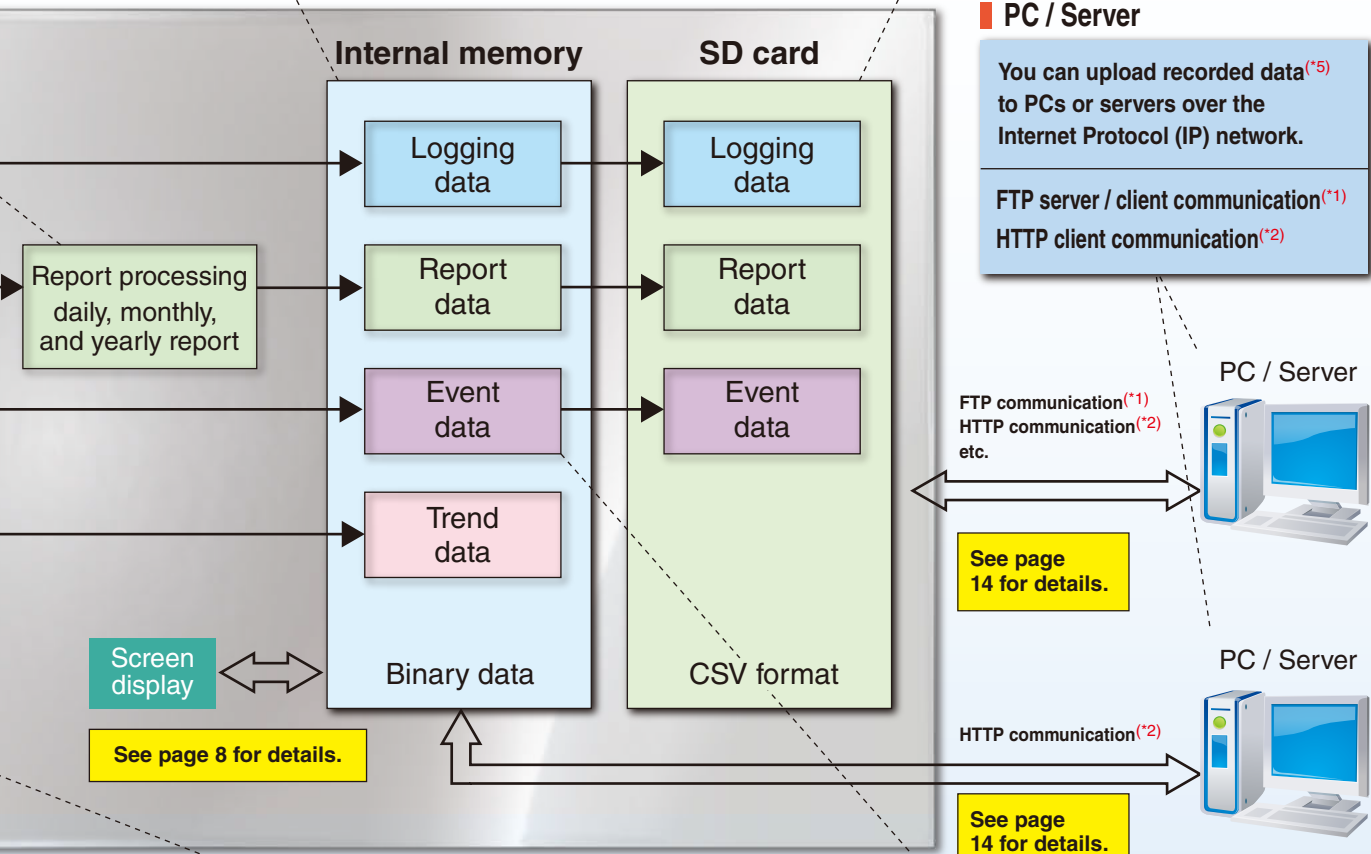 Internal memory
SD card
PC / Server
You can upload recorded data(*5)
to PCs or servers over the
Internet Protocol (IP) network.
FTP server / client communication(*1)
HTTP client communication(*2)
Logging
data
Logging
data
Report processing
daily, monthly,
and yearly report
Report
data
Report
data
Event
data
Event
data
Trend
data
Screen
display
Binary data
CSV format
See page 8 for details.
PC / Server
FTP communication(*1)
HTTP communication(*2)
etc.
See page
14 for details.
PC / Server
HTTP communication(*2)
See page
14 for details.